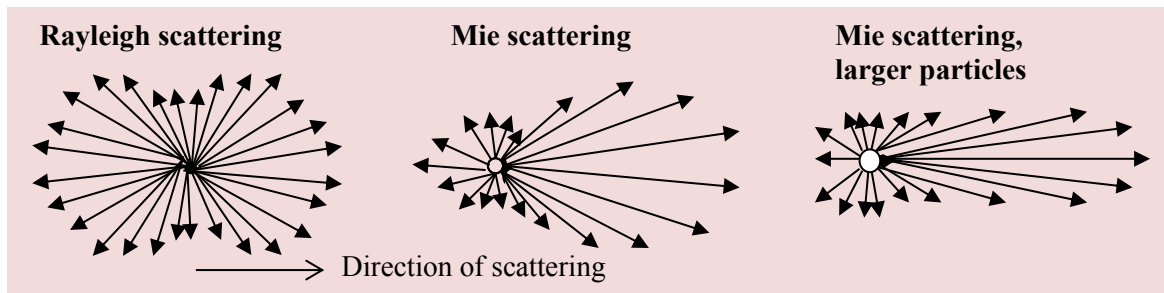 Rayleigh scattering
Mie scattering
Mie scattering,
larger particles
Direction of scattering